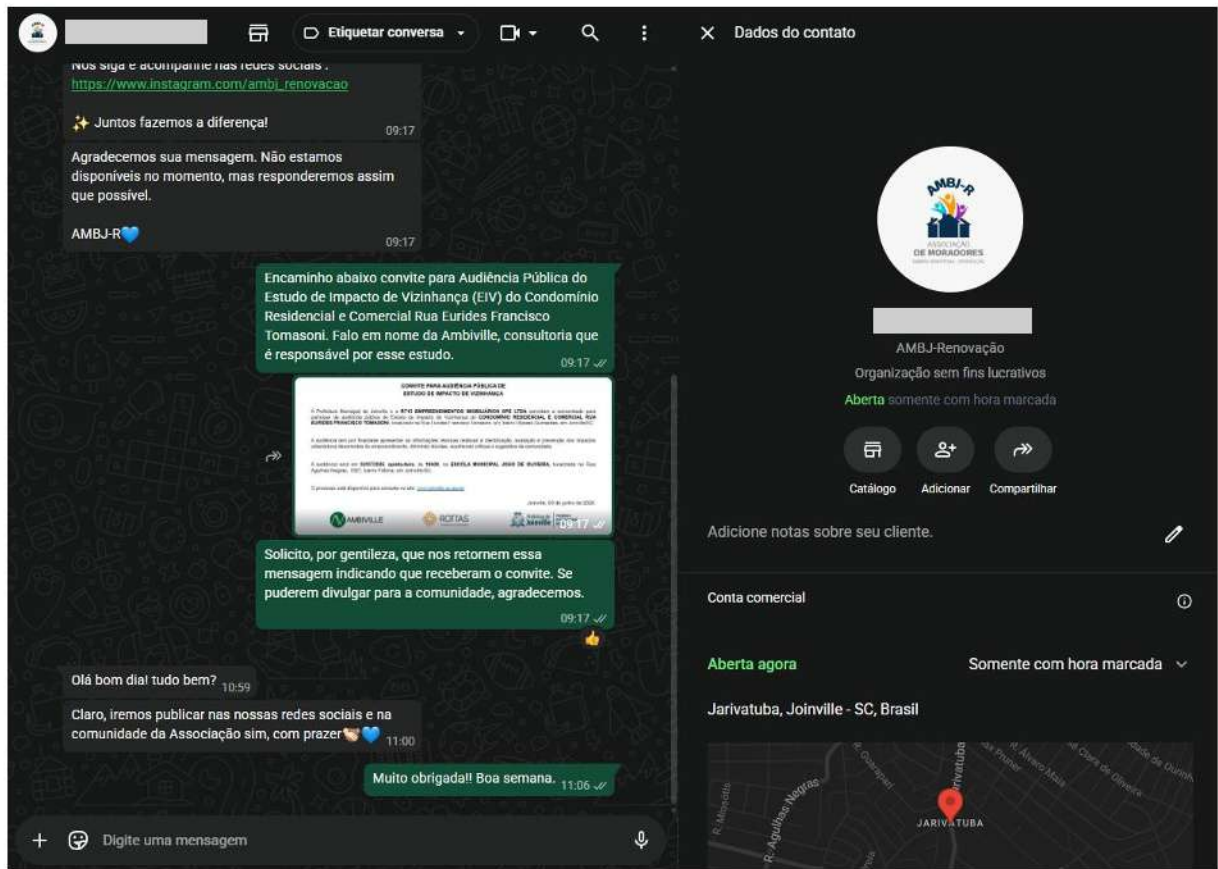 Etiquetar conversa
Nos siga e acompanhe nas redes sociais :
https://www.instagram.com/ambj_renovacao
✨ Juntos fazemos a diferença!
09:17
Agradecemos sua mensagem. Não estamos
disponíveis no momento, mas responderemos assim
que possível.
AMBJ-R💙
09:17
Encaminho abaixo convite para Audiência Pública do
Estudo de Impacto de Vizinhança (EIV) do Condomínio
Residencial e Comercial Rua Eurides Francisco
Tomasoni. Falo em nome da Ambiville, consultoria que
é responsável por esse estudo.
09:17
CONVITE PARA AUDIÊNCIA PÚBLICA DE
ESTUDO DE IMPACTO DE VIZINHANÇA
AMBIVILLE
ROTTAS
Joinville
09:17
Solicito, por gentileza, que nos retornem essa
mensagem indicando que receberam o convite. Se
puderem divulgar para a comunidade, agradecemos.
09:17
👍
Olá bom dia! tudo bem?
10:59
Claro, iremos publicar nas nossas redes sociais e na
comunidade da Associação sim, com prazer🤝💙
11:00
Muito obrigada!! Boa semana.
11:06
Digite uma mensagem
Dados do contato
AMBJ-R
ASSOCIAÇÃO
DE MORADORES
AMBJ-Renovação
Organização sem fins lucrativos
Aberta somente com hora marcada
Catálogo
Adicionar
Compartilhar
Adicione notas sobre seu cliente.
Conta comercial
Aberta agora
Somente com hora marcada
Jarivatuba, Joinville - SC, Brasil
R. Guarapari
Jarivatuba
R. Álvaro Maia
R. Mimosito
R. Agulhas Negras
JARIVATUBA